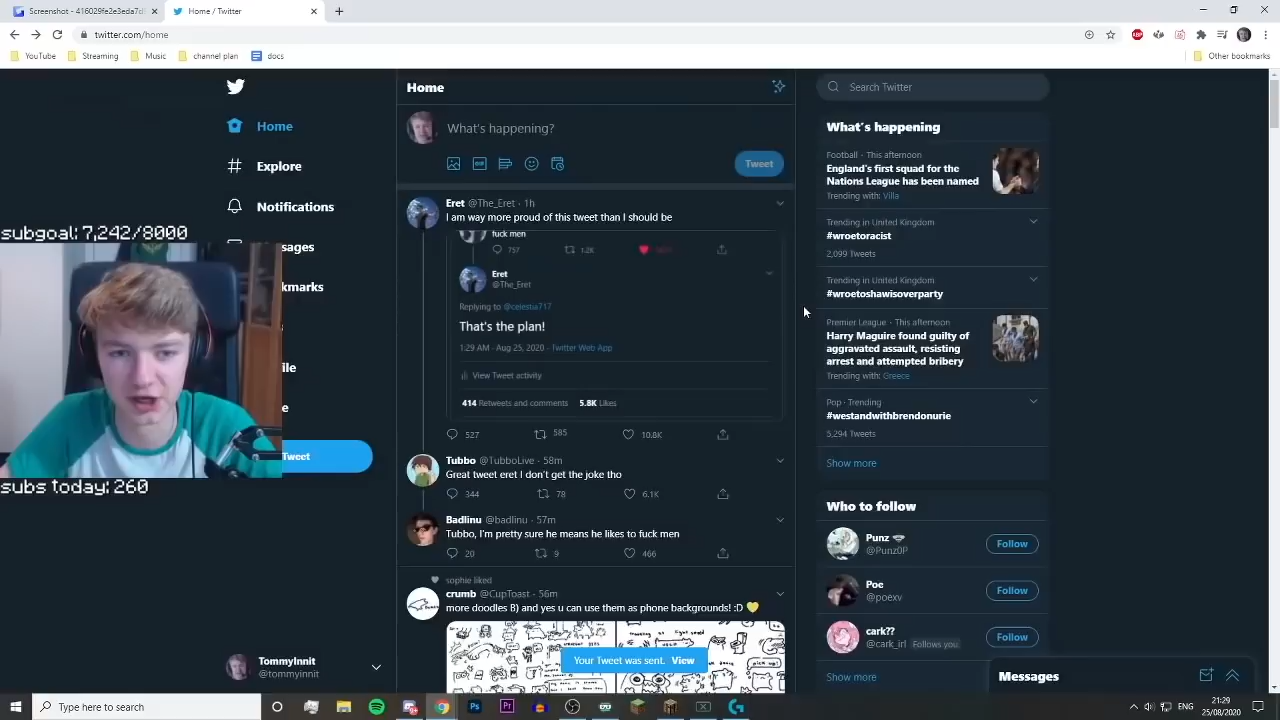 Screenshot - 416029fe2e3eda7d
Home / Twitter
twitter.com/home
YouTube
Streaming
Music
channel plan
docs
Other bookmarks
Home
Home
Explore
Notifications
ssages
kmarks
ile
e
Tweet
TommyInnit
@tommyinnit
subgoal: 7,242/8000
subs today: 260
What's happening?
Tweet
Eret @The_Eret · 1h
I am way more proud of this tweet than I should be
fuck men
757 1.2K
Eret
@The_Eret
Replying to @celestia717
That's the plan!
1:29 AM · Aug 25, 2020 · Twitter Web App
View Tweet activity
414 Retweets and comments 5.8K Likes
527 585 10.8K
Tubbo @TubboLive · 58m
Great tweet eret I don't get the joke tho
344 78 6.1K
Badlinu @badlinu · 57m
Tubbo, I'm pretty sure he means he likes to fuck men
20 9 466
sophie liked
crumb @CupToast · 56m
more doodles B) and yes u can use them as phone backgrounds! :D
Your Tweet was sent. View
Search Twitter
What's happening
Football · This afternoon
England's first squad for the
Nations League has been named
Trending with: Villa
Trending in United Kingdom
#wroetoracist
2,099 Tweets
Trending in United Kingdom
#wroetoshawisoverparty
Premier League · This afternoon
Harry Maguire found guilty of
aggravated assault, resisting
arrest and attempted bribery
Trending with: Greece
Pop · Trending
#westandwithbrendonurie
5,294 Tweets
Show more
Who to follow
Punz
@Punz0P
Follow
Poe
@poexv
Follow
cark??
@cark_irl Follows you
Follow
Show more
Messages
Type here to search
21:29
25/08/2020